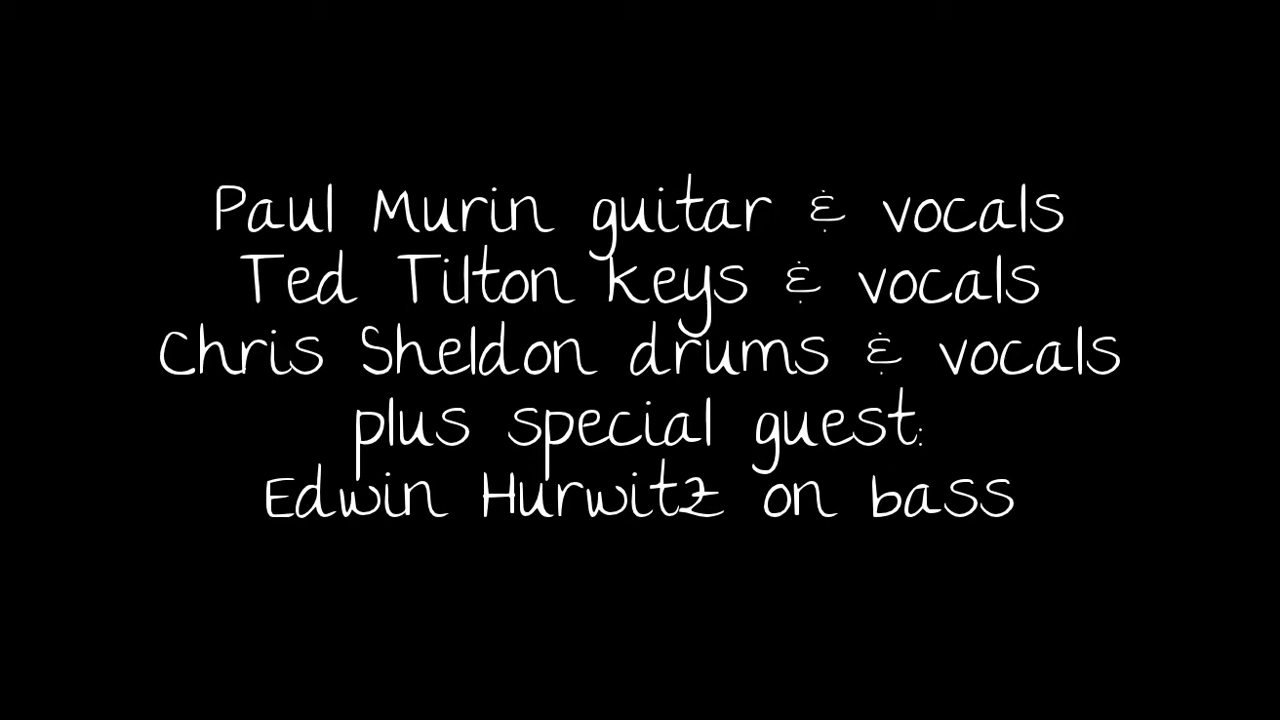 Paul Murin guitar & vocals
Ted Tilton keys & vocals
Chris Sheldon drums & vocals
plus special guest:
Edwin Hurwitz on bass